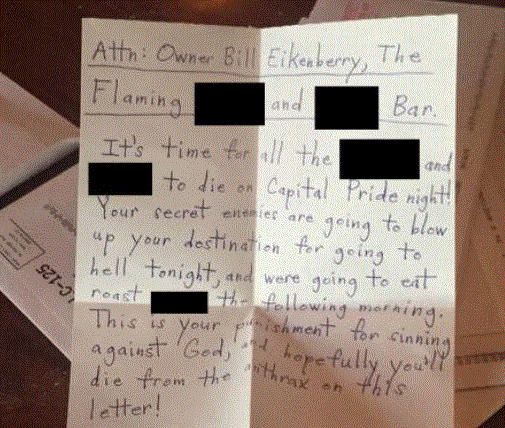 Attn: Owner Bill Eikenberry, The
Flaming and Bar.
It's time for all the and
to die on Capital Pride night!
Your secret enemies are going to blow
up your destination for going to
hell tonight, and were going to eat
roast the following morning.
This is your punishment for sinning
against God, and hopefully you'll
die from the anthrax on this
letter!
LC-125